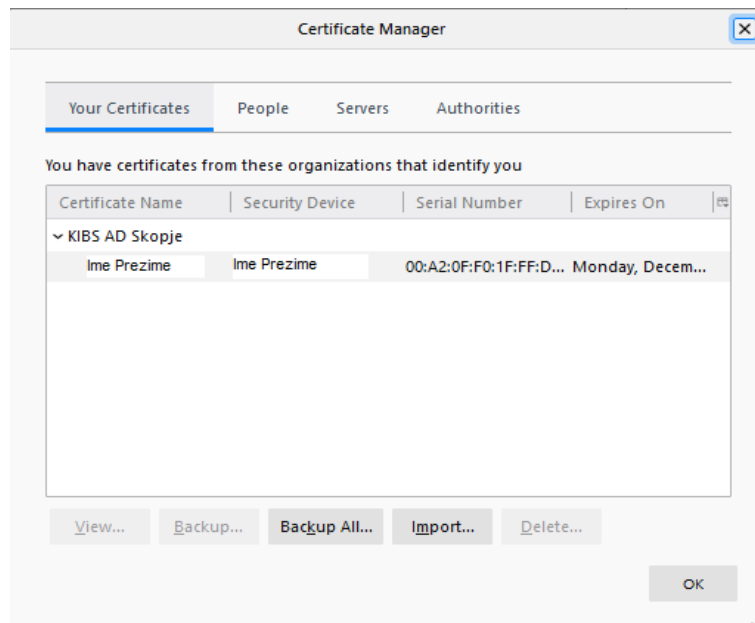 Certificate Manager
Your Certificates People Servers Authorities
You have certificates from these organizations that identify you
Certificate Name Security Device Serial Number Expires On
KIBS AD Skopje
Ime Prezime Ime Prezime 00:A2:0F:F0:1F:FF:D... Monday, Decem...
View... Backup... Backup All... Import... Delete...
OK